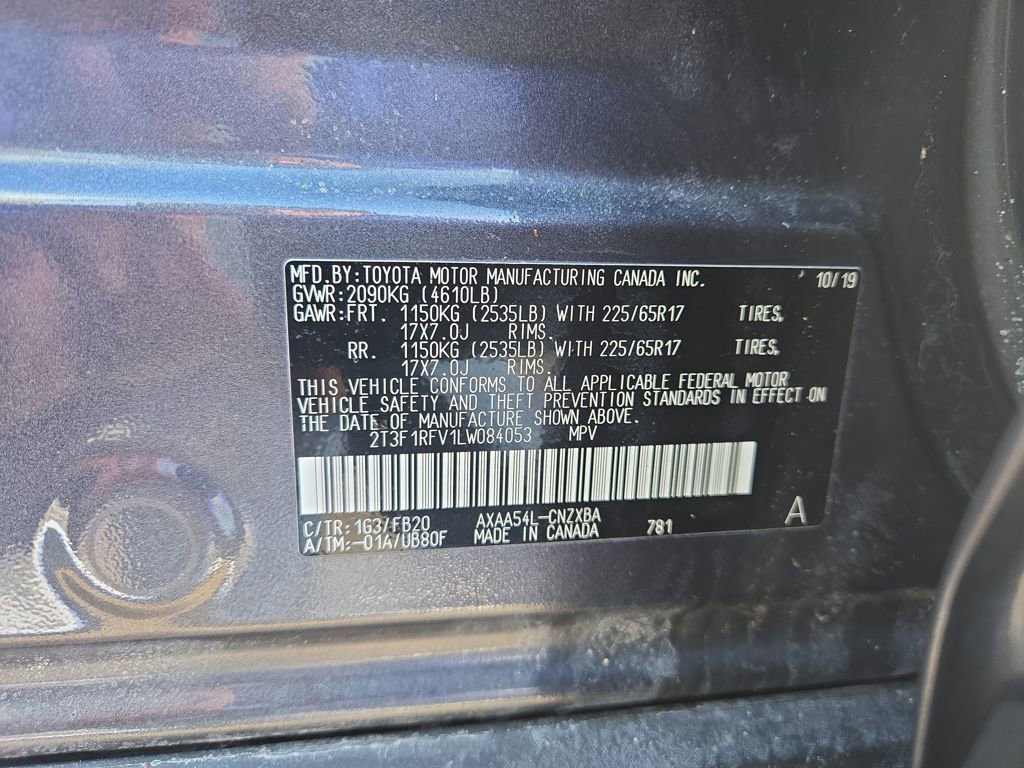 MFD.BY:TOYOTA MOTOR MANUFACTURING CANADA INC. 10/19
GVWR:2090KG (4610LB)
GAWR:FRT. 1150KG (2535LB) WITH 225/65R17 TIRES,
17X7.0J RIMS.
RR. 1150KG (2535LB) WITH 225/65R17 TIRES,
17X7.0J RIMS.
THIS VEHICLE CONFORMS TO ALL APPLICABLE FEDERAL MOTOR
VEHICLE SAFETY AND THEFT PREVENTION STANDARDS IN EFFECT ON
THE DATE OF MANUFACTURE SHOWN ABOVE.
2T3F1RFV1LW084053 MPV
C/TR:1G3/FB20 AXAA54L-CNZXBA 781 A
A/TM:-01A/UB80F MADE IN CANADA